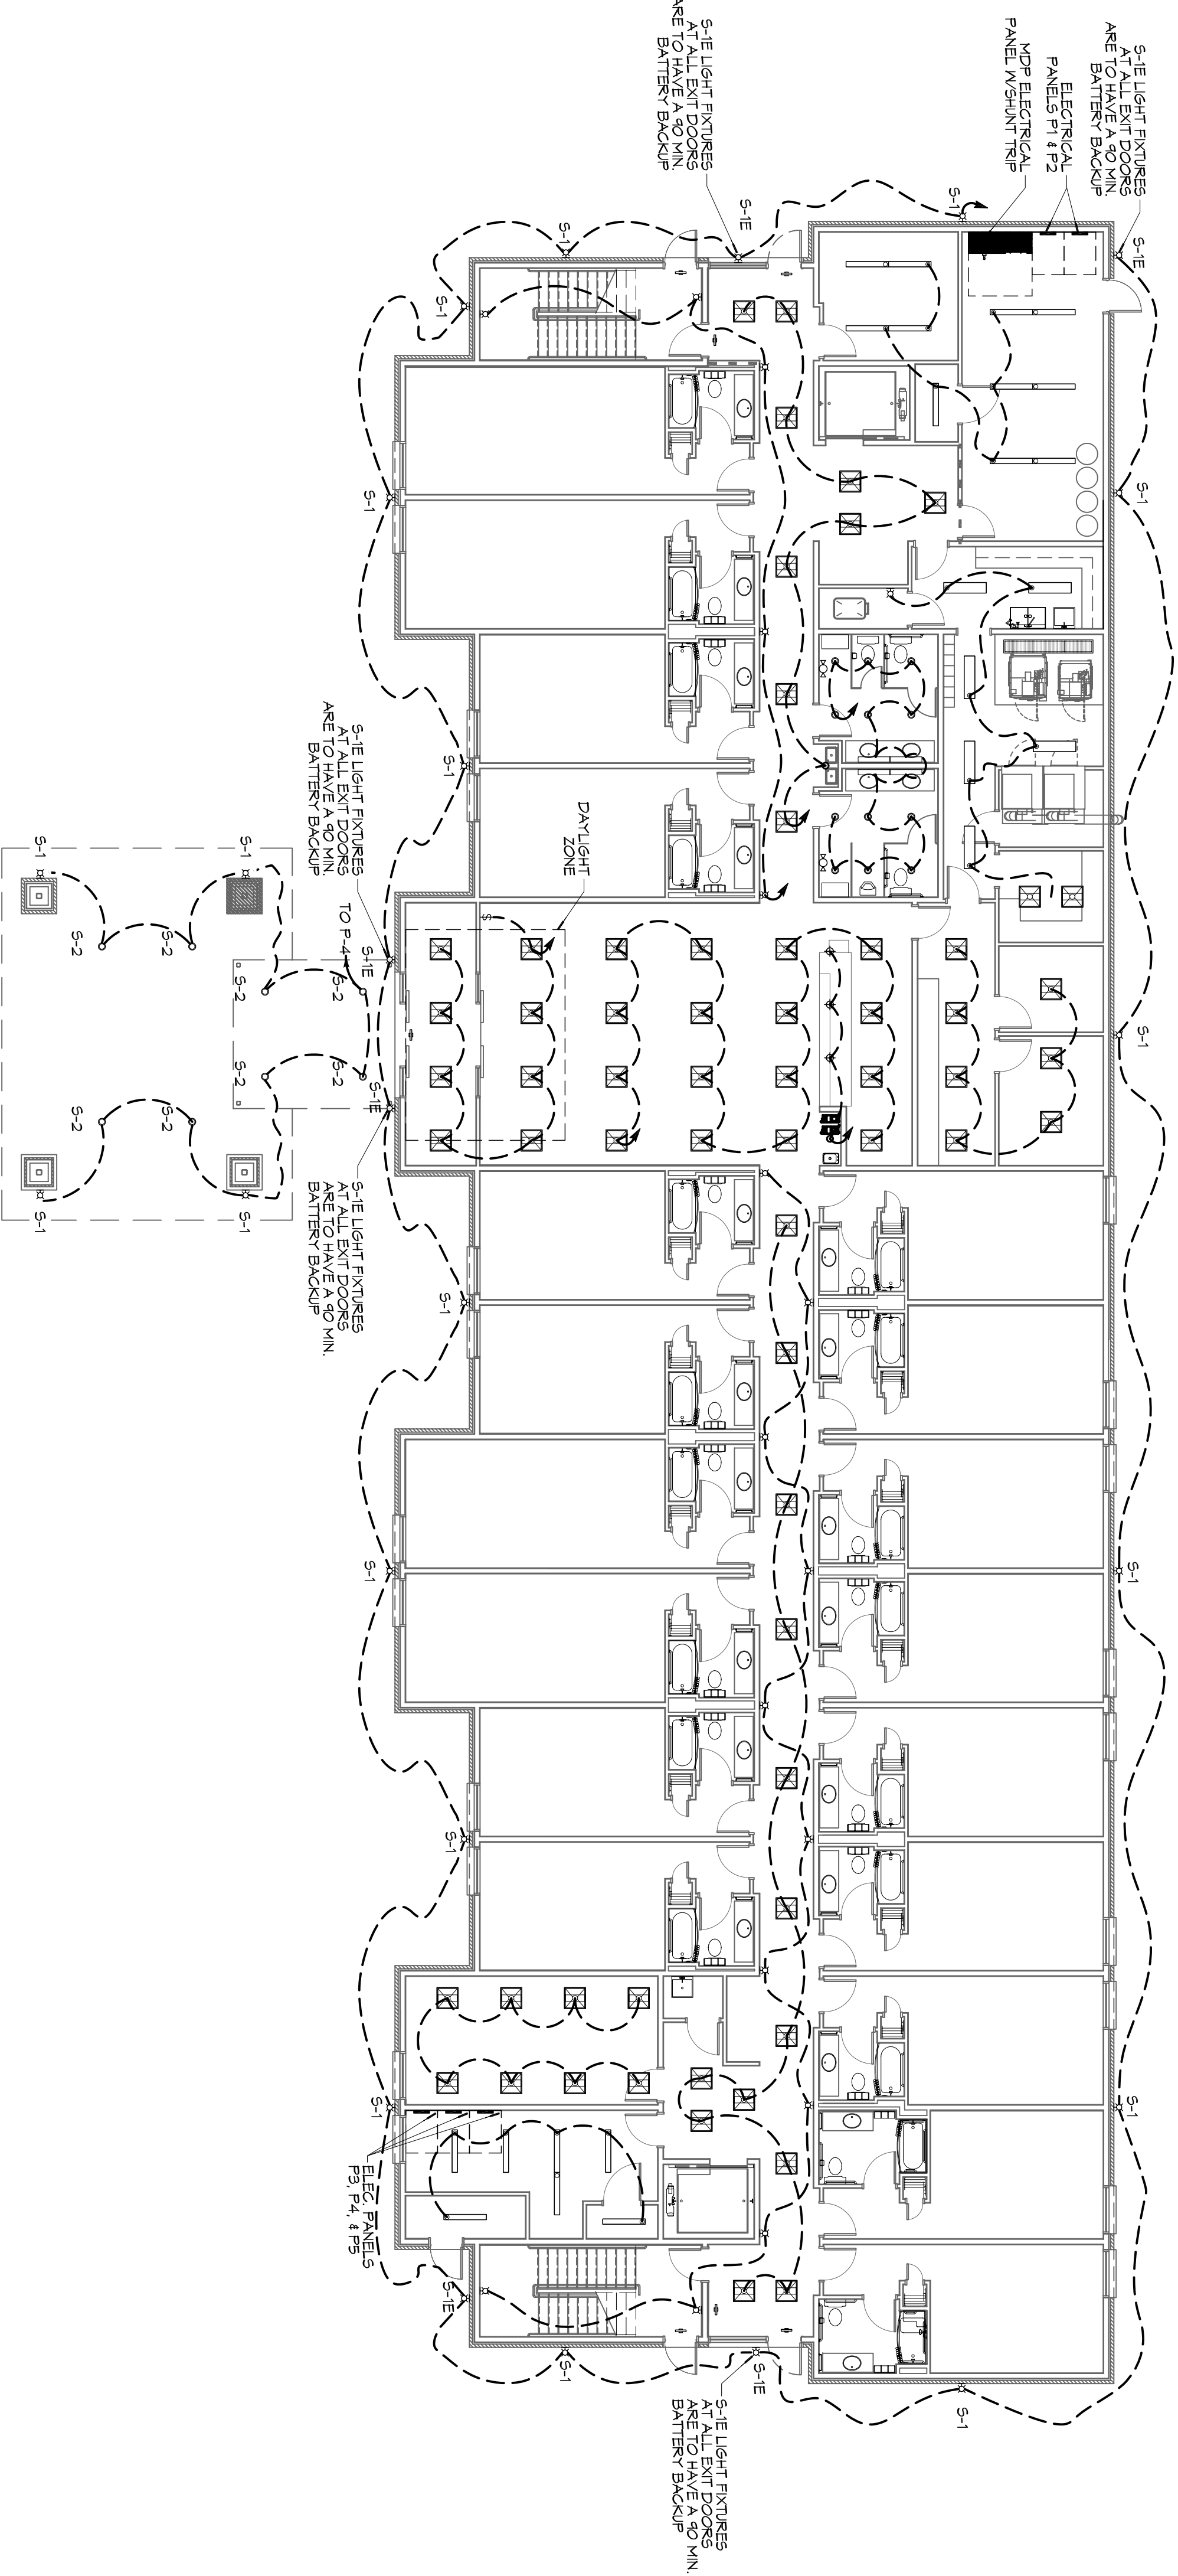 S-1E LIGHT FIXTURES
AT ALL EXIT DOORS
ARE TO HAVE A 90 MIN.
BATTERY BACKUP
S-1E
S-1
S-1
S-1
S-1
ELECTRICAL
PANELS P1 & P2
MDP ELECTRICAL
PANEL W/SHUNT TRIP
S-1
S-1
S-1E LIGHT FIXTURES
AT ALL EXIT DOORS
ARE TO HAVE A 90 MIN.
BATTERY BACKUP
S-1E
S-1E
S-1E LIGHT FIXTURES
AT ALL EXIT DOORS
ARE TO HAVE A 90 MIN.
BATTERY BACKUP
DAYLIGHT
ZONE
S-1
S-1
S
S-1
S-1
S-1
S-1
S-1E
S-1
S-1E
S-1E
S-1
S-1
S-1E LIGHT FIXTURES
AT ALL EXIT DOORS
ARE TO HAVE A 90 MIN.
BATTERY BACKUP
TO P-4
S-1E LIGHT FIXTURES
AT ALL EXIT DOORS
ARE TO HAVE A 90 MIN.
BATTERY BACKUP
ELEC. PANELS
P3, P4, & P5
S-2
S-2
S-2
S-2
S-1
S-1
S-2
S-2
S-2
S-2
S-1
S-1